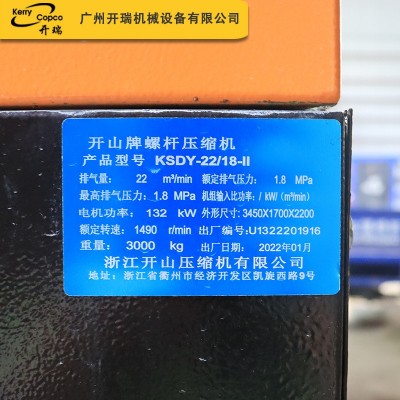 Kerry Copco
开瑞
广州开瑞机械设备有限公司
开山牌螺杆压缩机
产品型号 KSDY-22/18-II
排气量: 22 m³/min 额定排气压力: 1.8 MPa
最高排气压力: 1.8 MPa 机组输入比功率: / kW/(m³/min)
电机功率: 132 kW 外形尺寸: 3450X1700X2200
额定转速: 1490 r/min 出厂编号: U1322201916
重量: 3000 kg 出厂日期: 2022年01月
浙江开山压缩机有限公司
地址: 浙江省衢州市经济开发区凯旋西路9号